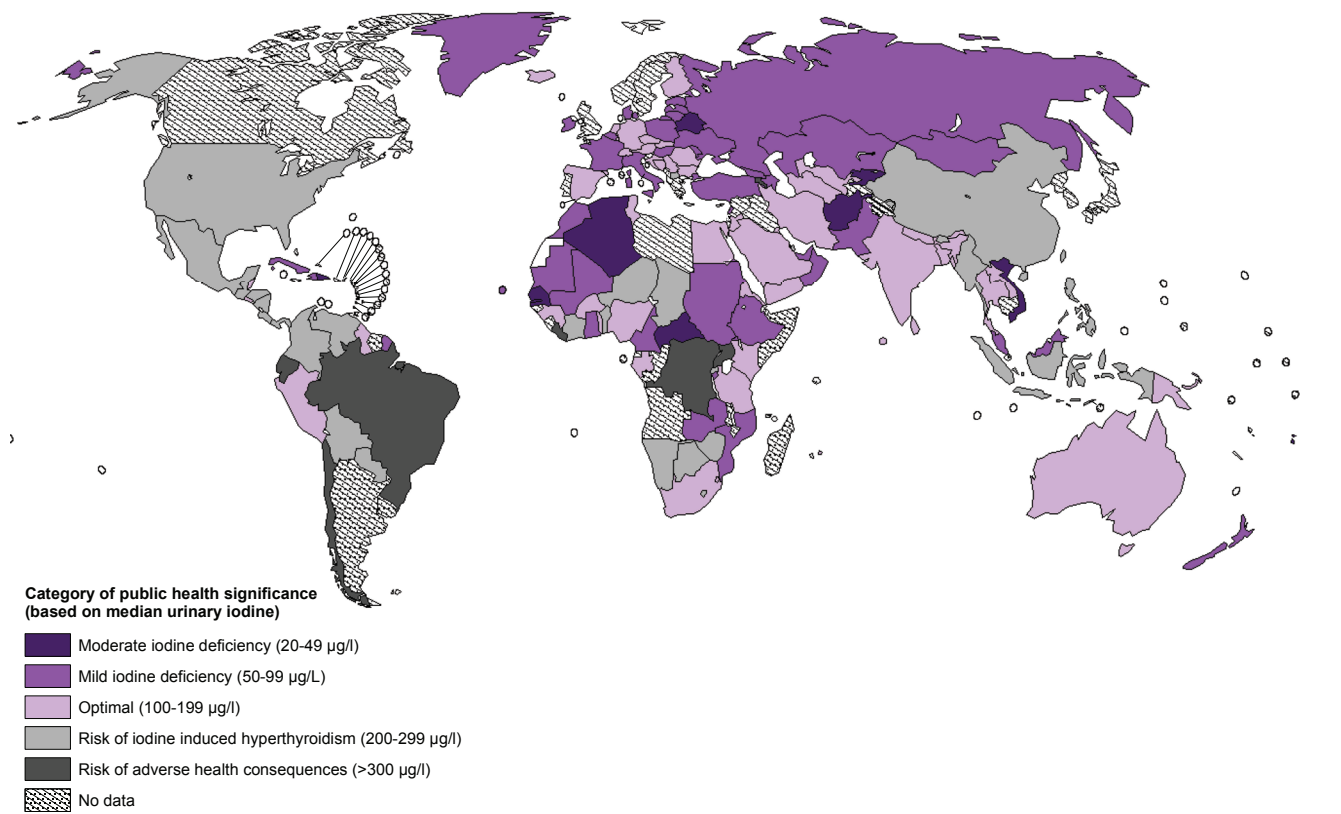 Category of public health significance
(based on median urinary iodine)
Moderate iodine deficiency (20-49 µg/l)
Mild iodine deficiency (50-99 µg/L)
Optimal (100-199 µg/l)
Risk of iodine induced hyperthyroidism (200-299 µg/l)
Risk of adverse health consequences (>300 µg/l)
No data